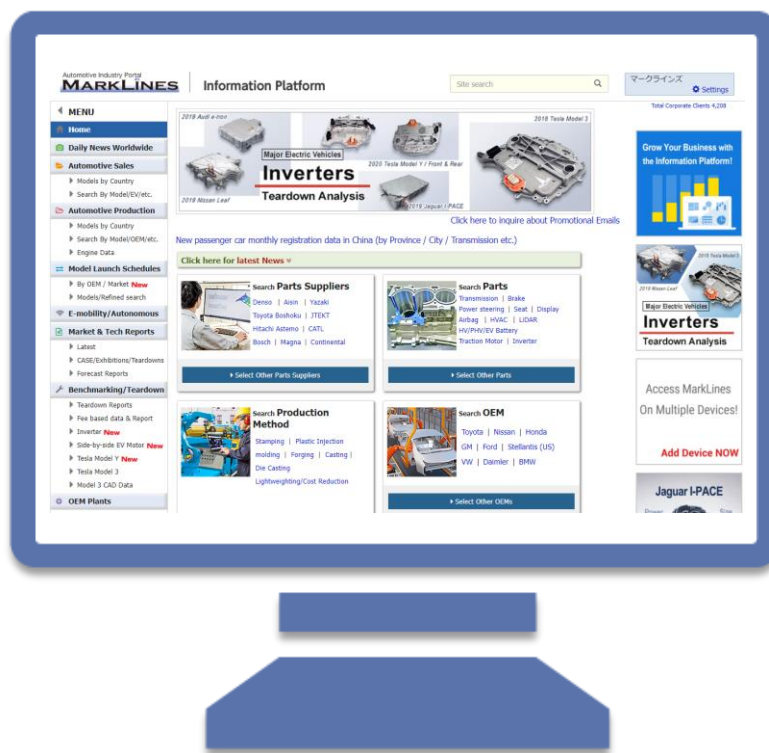 Automotive Industry Portal
MARKLINES
Information Platform
Site search
マークラインズ
Settings
Total Corporate Clients 4,208
MENU
Home
Daily News Worldwide
Automotive Sales
Models by Country
Search By Model/EV/etc.
Automotive Production
Models by Country
Search By Model/OEM/etc.
Engine Data
Model Launch Schedules
By OEM / Market New
Models/Refined search
E-mobility/Autonomous
Market & Tech Reports
Latest
CASE/Exhibitions/Teardowns
Forecast Reports
Benchmarking/Teardown
Teardown Reports
Fee based data & Report
Inverter New
Side-by-side EV Motor New
Tesla Model Y New
Tesla Model 3
Model 3 CAD Data
OEM Plants
2019 Audi e-tron
2018 Tesla Model 3
Major Electric Vehicles
2020 Tesla Model Y / Front & Rear
Inverters
Teardown Analysis
2019 Nissan Leaf
2019 Jaguar I-PACE
Click here to inquire about Promotional Emails
New passenger car monthly registration data in China (by Province / City / Transmission etc.)
Click here for latest News
Search Parts Suppliers
Denso | Aisin | Yazaki
Toyota Boshoku | JTEKT
Hitachi Astemo | CATL
Bosch | Magna | Continental
Select Other Parts Suppliers
Search Parts
Transmission | Brake
Power steering | Seat | Display
Airbag | HVAC | LiDAR
HV/PHV/EV Battery
Traction Motor | Inverter
Select Other Parts
Search Production
Method
Stamping | Plastic Injection
molding | Forging | Casting |
Die Casting
Lightweighting/Cost Reduction
Search OEM
Toyota | Nissan | Honda
GM | Ford | Stellantis (US)
VW | Daimler | BMW
Select Other OEMs
Grow Your Business with
the Information Platform!
2018 Tesla Model 3
2019 Nissan Leaf
Major Electric Vehicles
Inverters
Teardown Analysis
Access MarkLines
On Multiple Devices!
Add Device NOW
Jaguar I-PACE